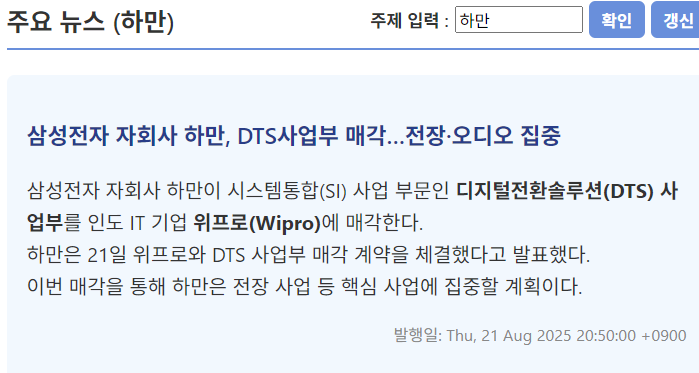 주요 뉴스 (하만)
주제 입력 : 하만 확인 갱신
삼성전자 자회사 하만, DTS사업부 매각…전장·오디오 집중
삼성전자 자회사 하만이 시스템통합(SI) 사업 부문인 디지털전환솔루션(DTS) 사
업부를 인도 IT 기업 위프로(Wipro)에 매각한다.
하만은 21일 위프로와 DTS 사업부 매각 계약을 체결했다고 발표했다.
이번 매각을 통해 하만은 전장 사업 등 핵심 사업에 집중할 계획이다.
발행일: Thu, 21 Aug 2025 20:50:00 +0900